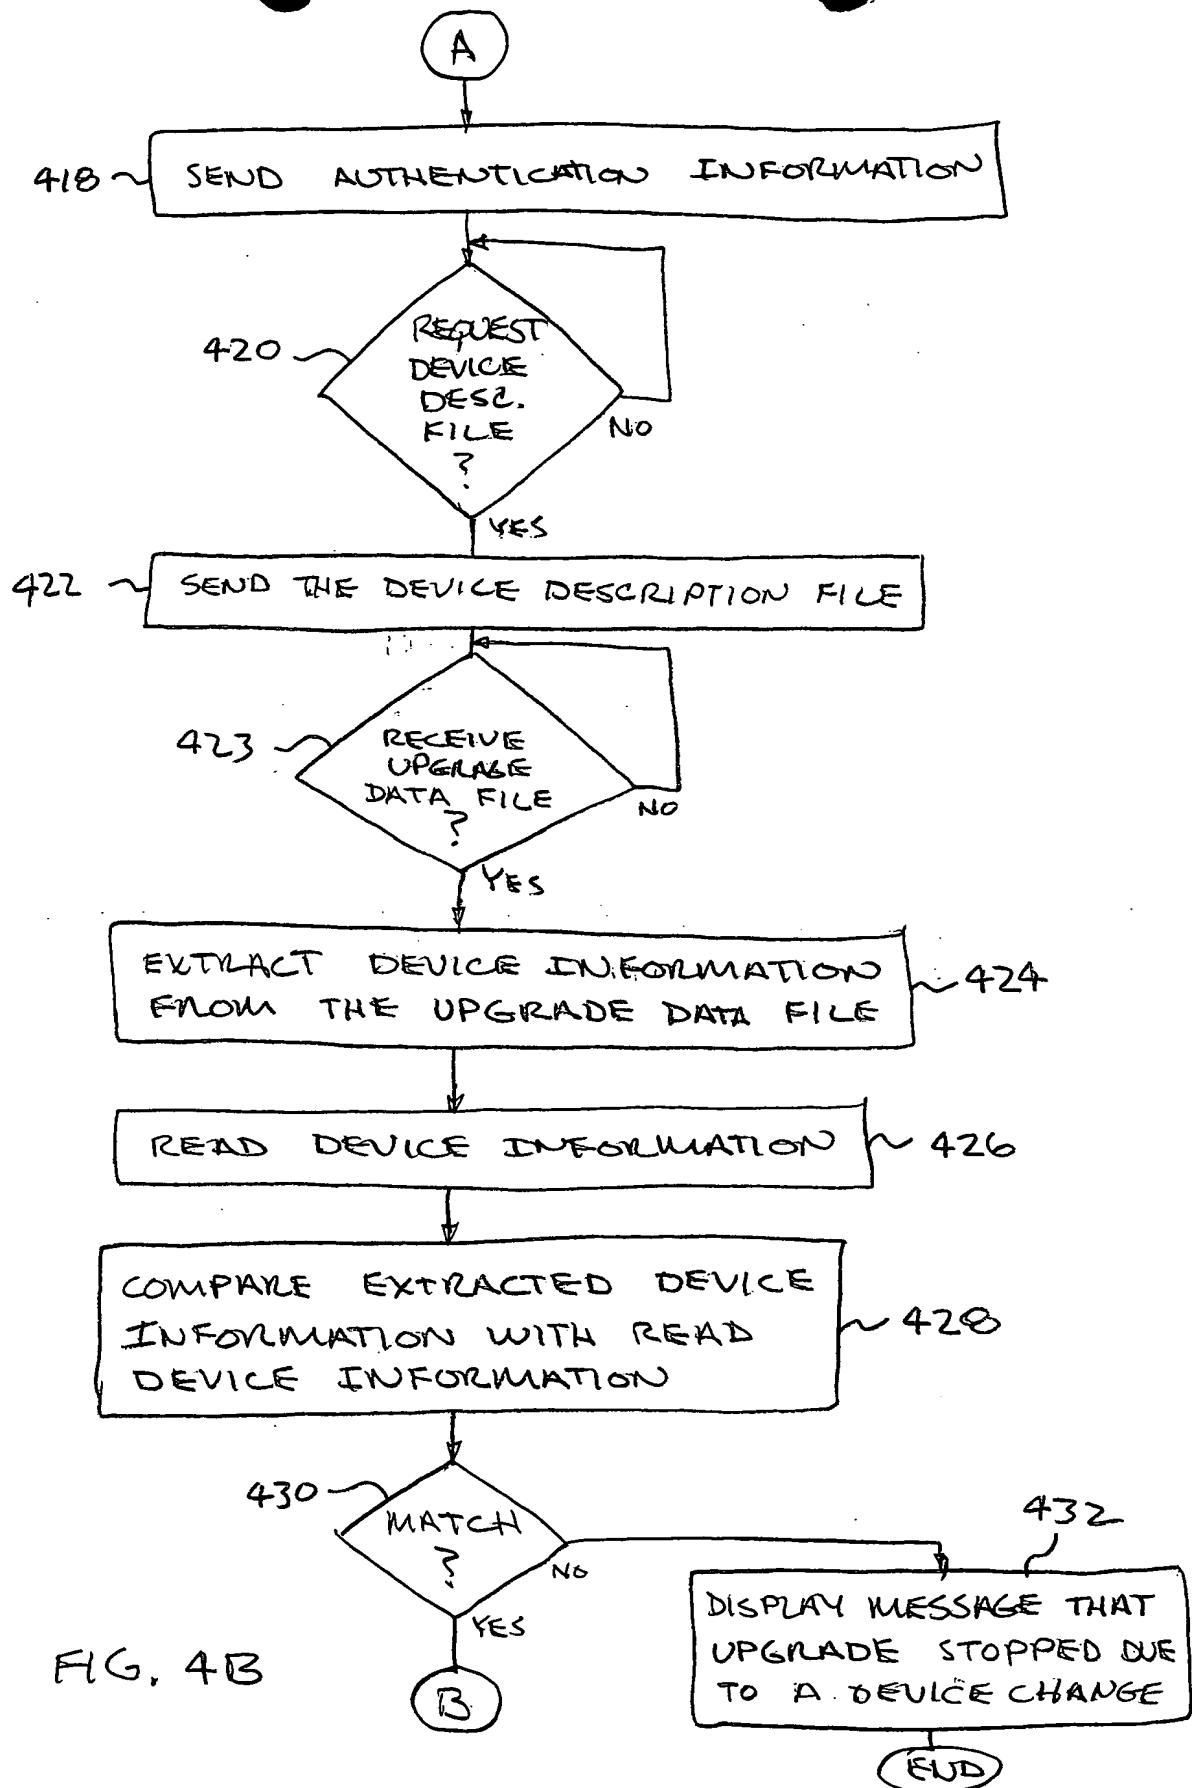 A
418 SEND AUTHENTICATION INFORMATION
420
REQUEST
DEVICE
DESC.
FILE
?
NO
YES
422 SEND THE DEVICE DESCRIPTION FILE
423
RECEIVE
UPGRAGE
DATA FILE
?
NO
YES
EXTRACT DEVICE INFORMATION
FROM THE UPGRADE DATA FILE
424
READ DEVICE INFORMATION 426
COMPARE EXTRACTED DEVICE
INFORMATION WITH READ
DEVICE INFORMATION
428
430
MATCH
?
NO
YES
432
DISPLAY MESSAGE THAT
UPGRADE STOPPED DUE
TO A DEVICE CHANGE
FIG. 4B
B
END